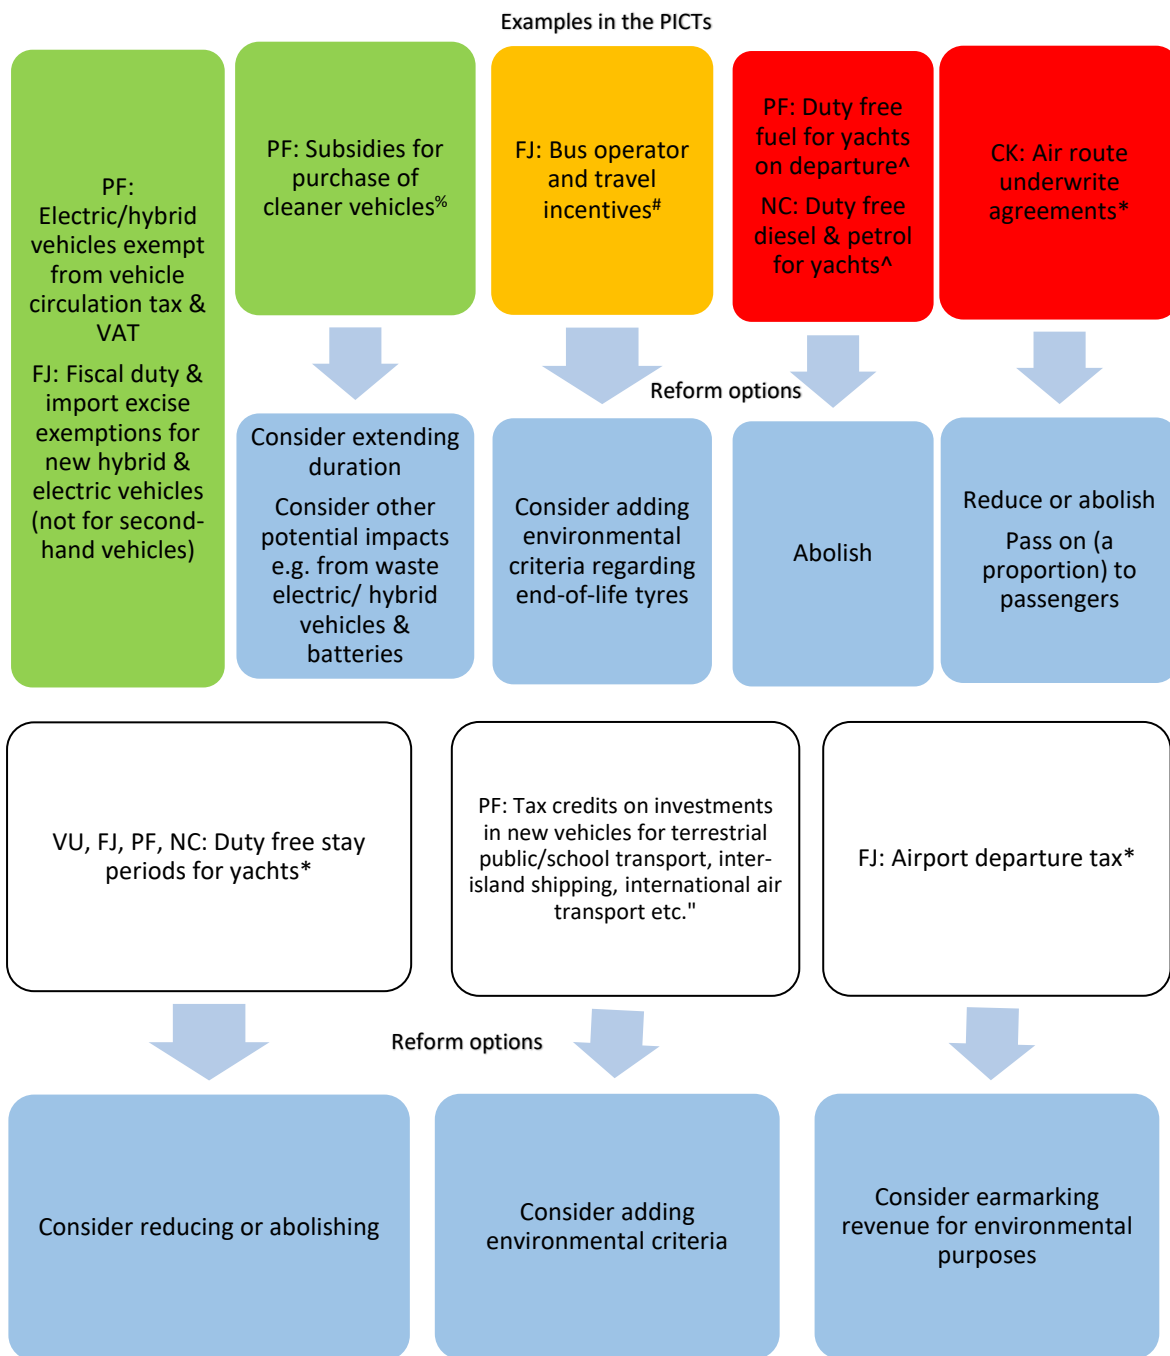 Examples in the PICTs
PF:
Electric/hybrid
vehicles exempt
from vehicle
circulation tax &
VAT
FJ: Fiscal duty &
import excise
exemptions for
new hybrid &
electric vehicles
(not for second-
hand vehicles)
PF: Subsidies for
purchase of
cleaner vehicles%
FJ: Bus operator
and travel
incentives#
PF: Duty free
fuel for yachts
on departure^
NC: Duty free
diesel & petrol
for yachts^
CK: Air route
underwrite
agreements*
Reform options
Consider extending
duration
Consider other
potential impacts
e.g. from waste
electric/ hybrid
vehicles &
batteries
Consider adding
environmental
criteria regarding
end-of-life tyres
Abolish
Reduce or abolish
Pass on (a
proportion) to
passengers
VU, FJ, PF, NC: Duty free stay
periods for yachts*
PF: Tax credits on investments
in new vehicles for terrestrial
public/school transport, inter-
island shipping, international air
transport etc."
FJ: Airport departure tax*
Reform options
Consider reducing or abolishing
Consider adding
environmental criteria
Consider earmarking
revenue for environmental
purposes